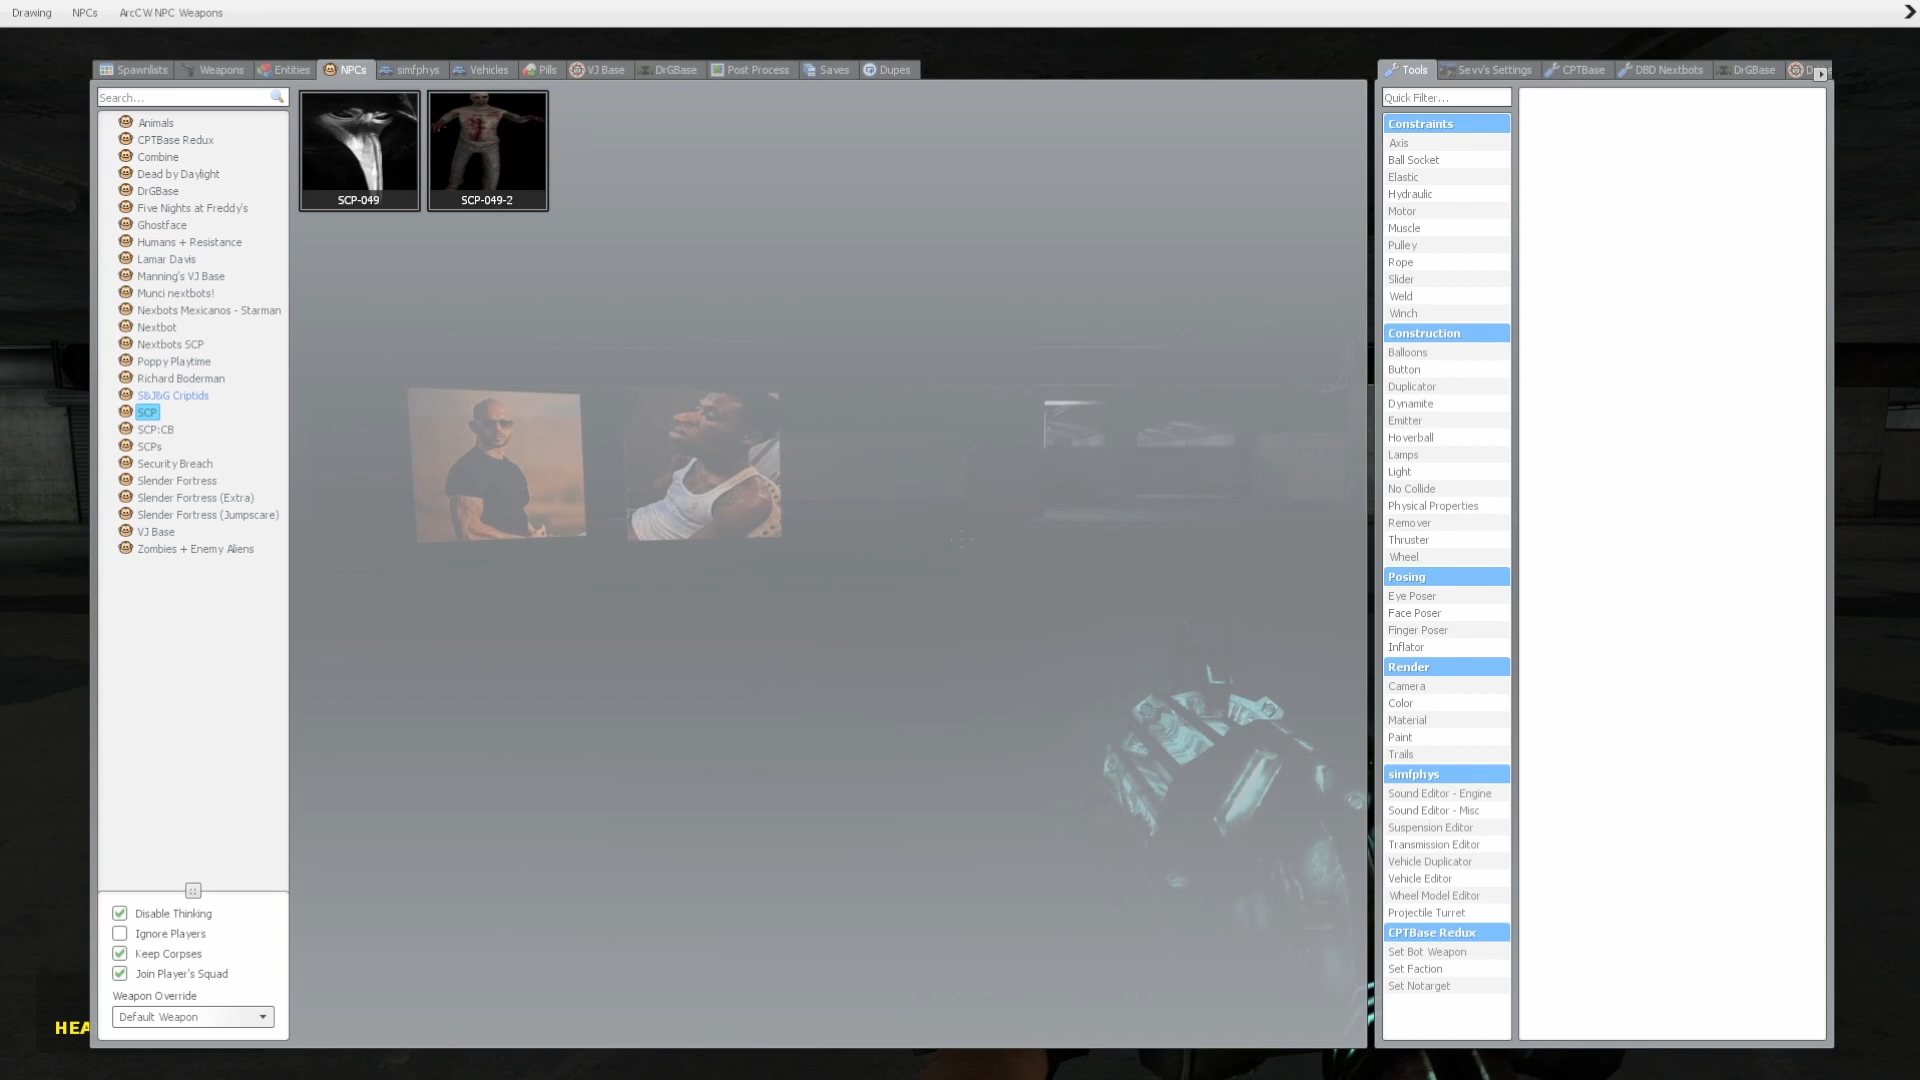 Drawing NPCs ArcCW NPC Weapons
Spawnlists Weapons Entities NPCs simfphys Vehicles Pills VJ Base DrGBase Post Process Saves Dupes
Search...
Animals
CPTBase Redux
Combine
Dead by Daylight
DrGBase
Five Nights at Freddy's
Ghostface
Humans + Resistance
Lamar Davis
Manning's VJ Base
Munci nextbots!
Nexbots Mexicanos - Starman
Nextbot
Nextbots SCP
Poppy Playtime
Richard Boderman
S&J&G Criptids
SCP
SCP:CB
SCPs
Security Breach
Slender Fortress
Slender Fortress (Extra)
Slender Fortress (Jumpscare)
VJ Base
Zombies + Enemy Aliens
Disable Thinking
Ignore Players
Keep Corpses
Join Player's Squad
Weapon Override
Default Weapon
HEA
SCP-049
SCP-049-2
Tools Sevv's Settings CPTBase DBD Nextbots DrGBase
Quick Filter...
Constraints
Axis
Ball Socket
Elastic
Hydraulic
Motor
Muscle
Pulley
Rope
Slider
Weld
Winch
Construction
Balloons
Button
Duplicator
Dynamite
Emitter
Hoverball
Lamps
Light
No Collide
Physical Properties
Remover
Thruster
Wheel
Posing
Eye Poser
Face Poser
Finger Poser
Inflator
Render
Camera
Color
Material
Paint
Trails
simfphys
Sound Editor - Engine
Sound Editor - Misc
Suspension Editor
Transmission Editor
Vehicle Duplicator
Vehicle Editor
Wheel Model Editor
Projectile Turret
CPTBase Redux
Set Bot Weapon
Set Faction
Set Notarget